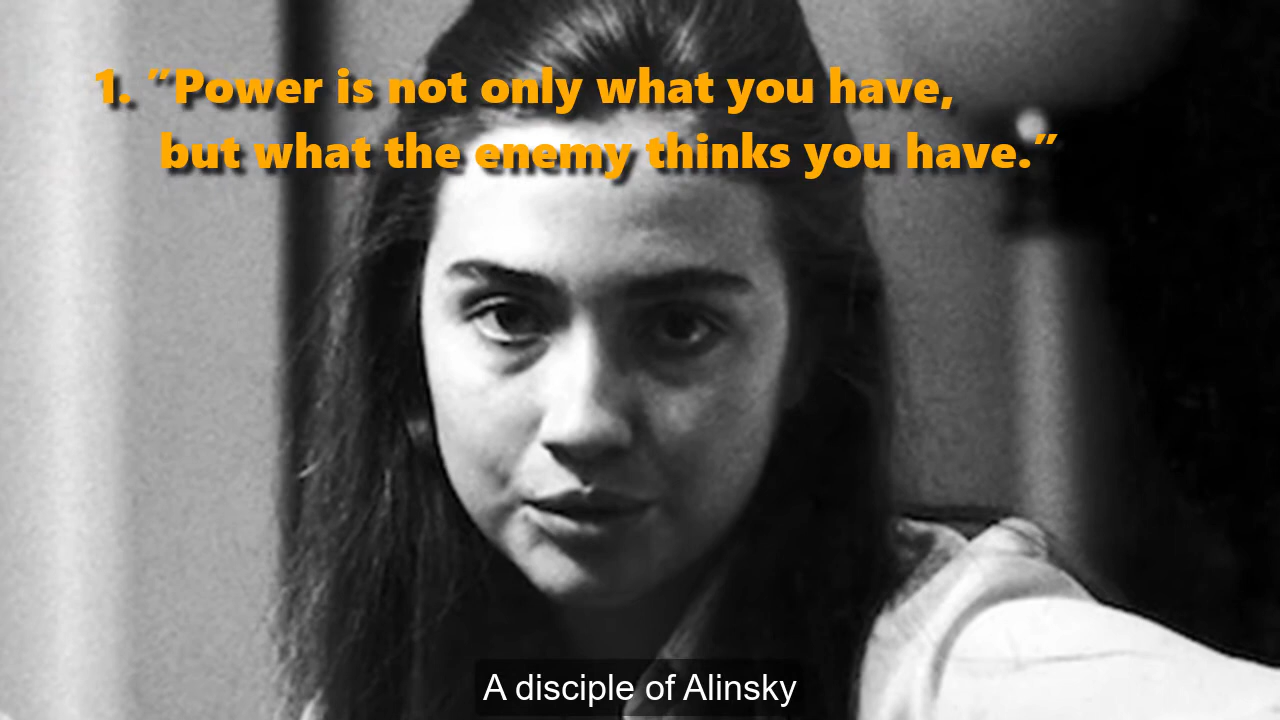 1. ”Power is not only what you have,
but what the enemy thinks you have.”
A disciple of Alinsky